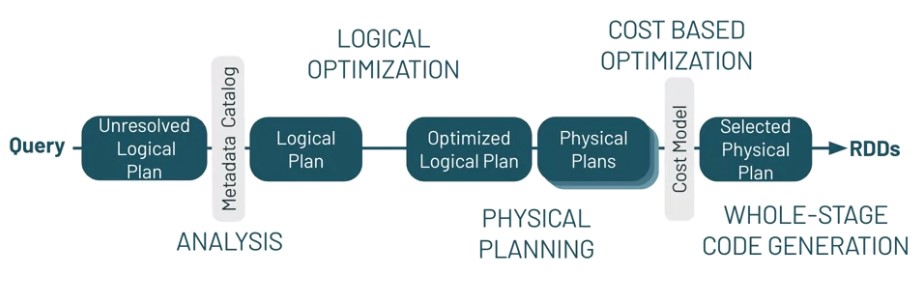 LOGICAL
OPTIMIZATION
COST BASED
OPTIMIZATION
Query
Unresolved
Logical
Plan
Metadata Catalog
Logical
Plan
Optimized
Logical Plan
Physical
Plans
Cost Model
Selected
Physical
Plan
RDDs
ANALYSIS
PHYSICAL
PLANNING
WHOLE-STAGE
CODE GENERATION